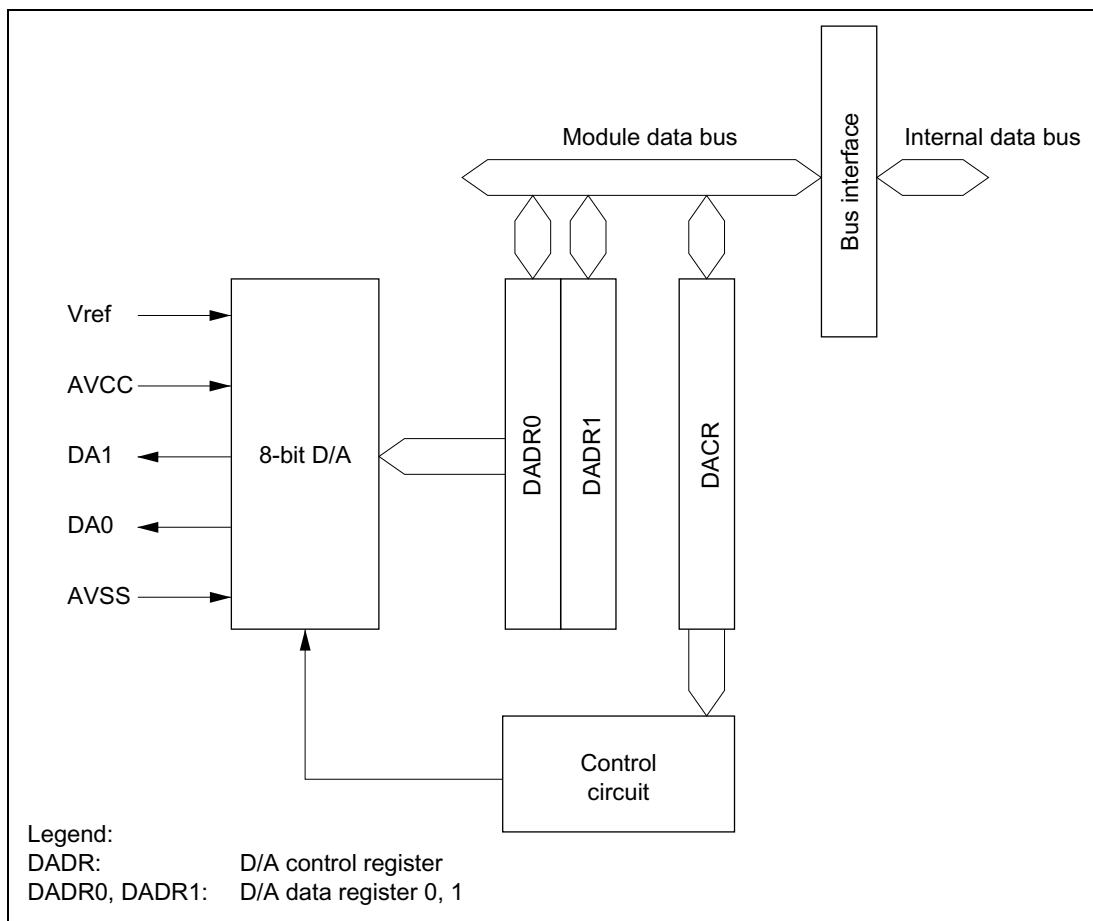 Module data bus
Internal data bus
Bus interface
Vref
AVCC
DA1
DA0
AVSS
8-bit D/A
DADR0
DADR1
DACR
Control
circuit
Legend:
DADR: D/A control register
DADR0, DADR1: D/A data register 0, 1